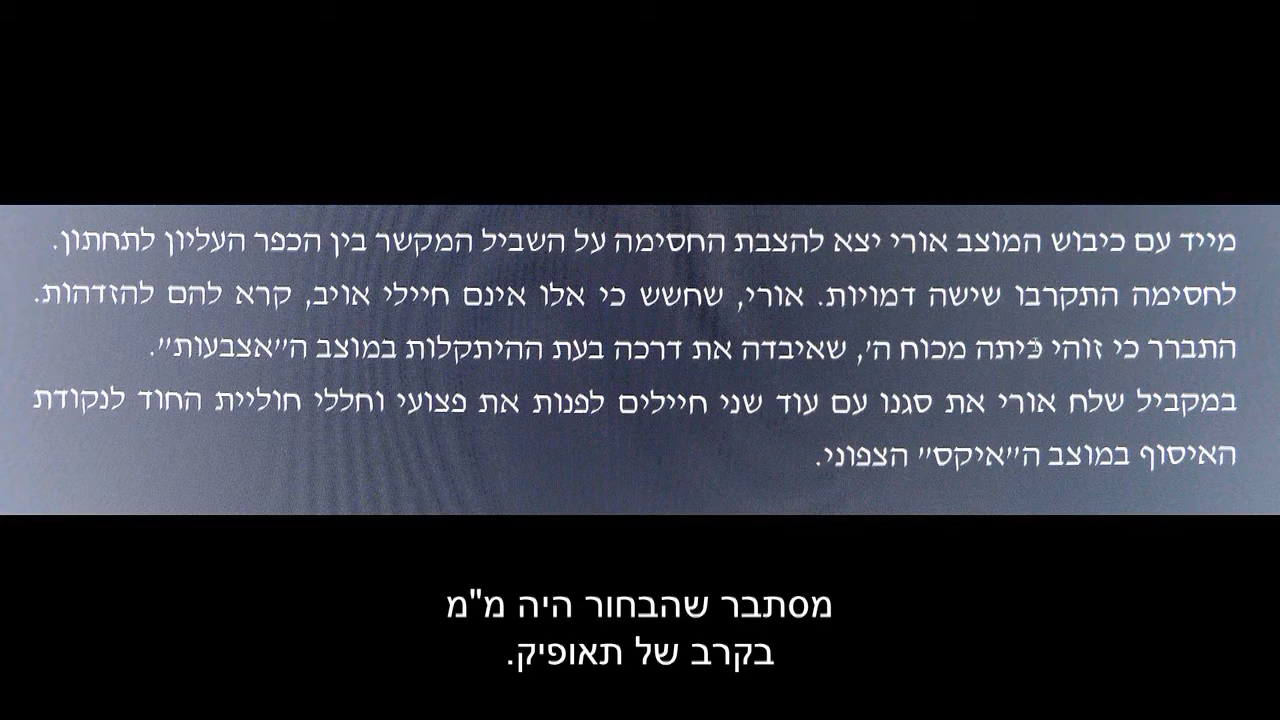 מייד עם כיבוש המוצב אורי יצא להצבת החסימה על השביל המקשר בין הכפר העליון לתחתון.
לחסימה התקרבו שישה דמויות. אורי, שחשש כי אלו אינם חיילי אויב, קרא להם להזדהות.
התברר כי זוהי כיתה מכוח ה׳, שאיבדה את דרכה בעת ההיתקלות במוצב ה״אצבעות״.
במקביל שלח אורי את סגנו עם עוד שני חיילים לפנות את פצועי וחללי חוליית החוד לנקודת
האיסוף במוצב ה״איקס״ הצפוני.
מסתבר שהבחור היה מ"מ
בקרב של תאופיק.